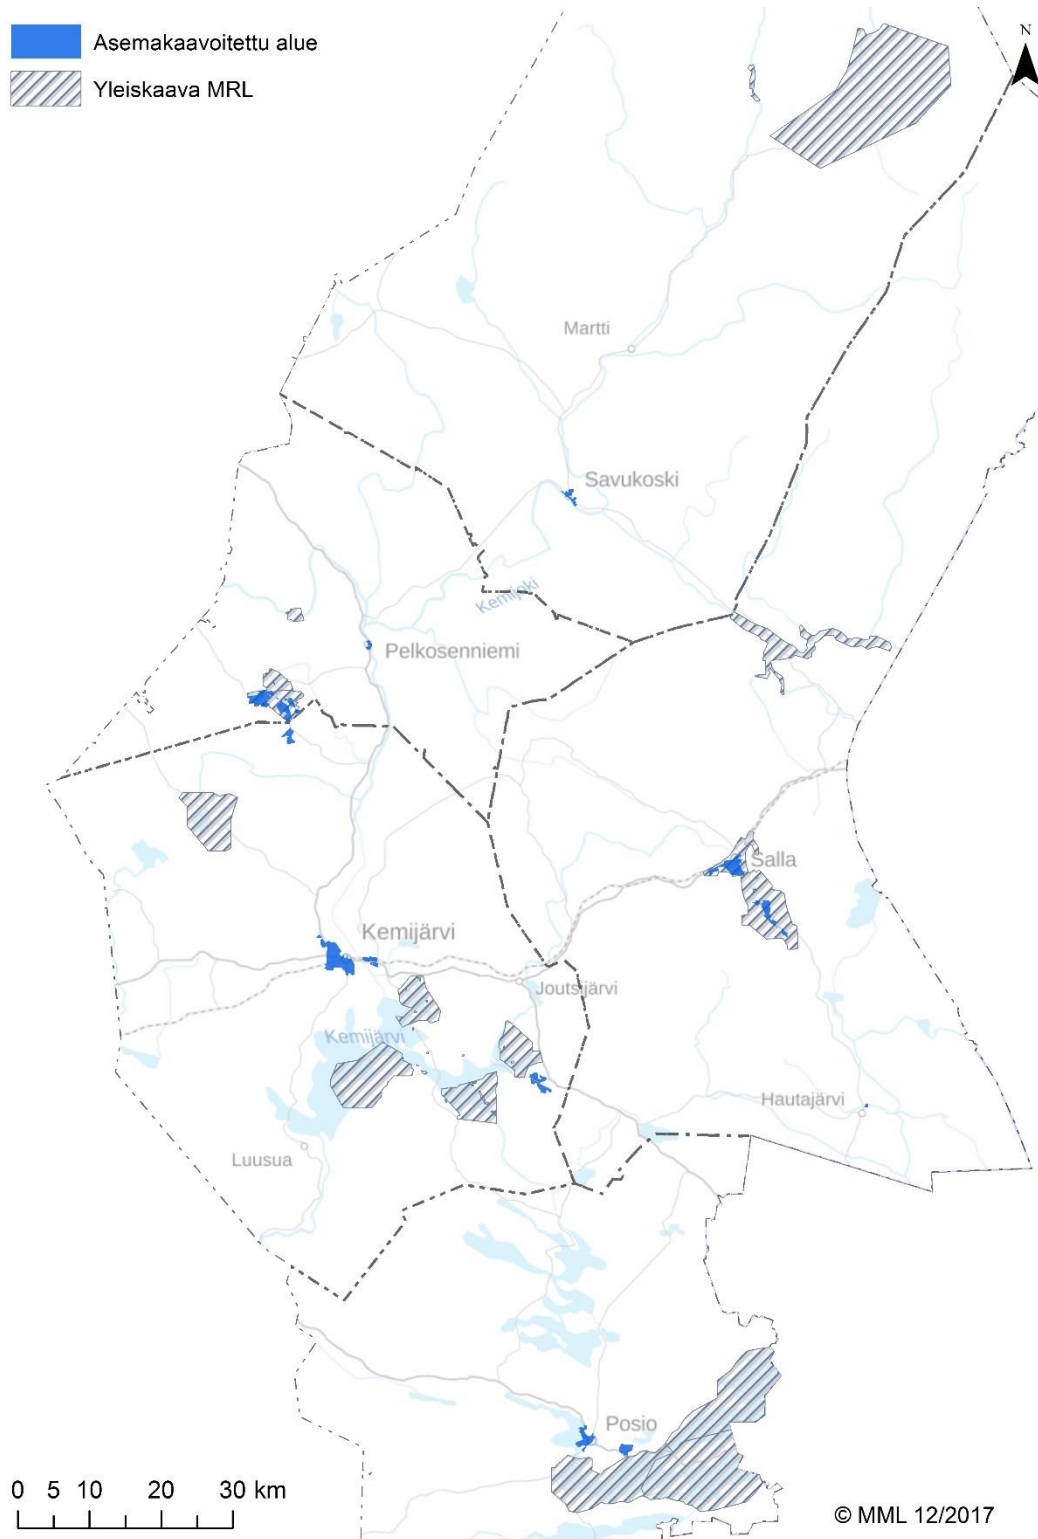 Asemakaavoitettu alue
N
Yleiskaava MRL
Martti
Savukoski
Kemijoki
Pelkosenniemi
Salla
Kemijärvi
Joutsijärvi
Kemijärvi
Hautajärvi
Luusua
Posio
0 5 10 20 30 km
© MML 12/2017